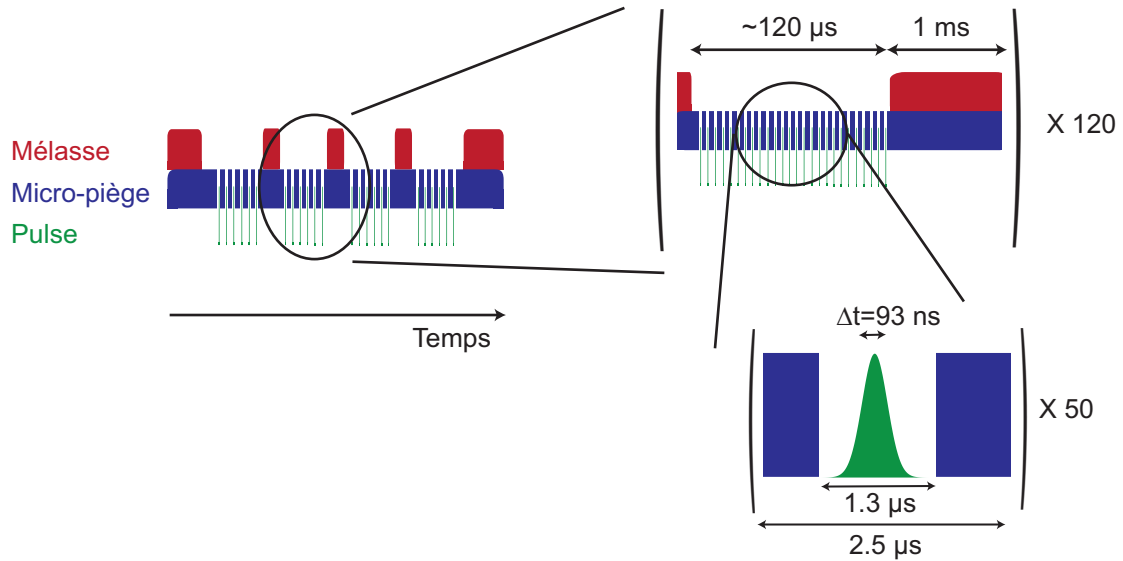 ~120 µs
1 ms
X 120
Mélasse
Micro-piège
Pulse
Temps
Δt=93 ns
X 50
1.3 µs
2.5 µs